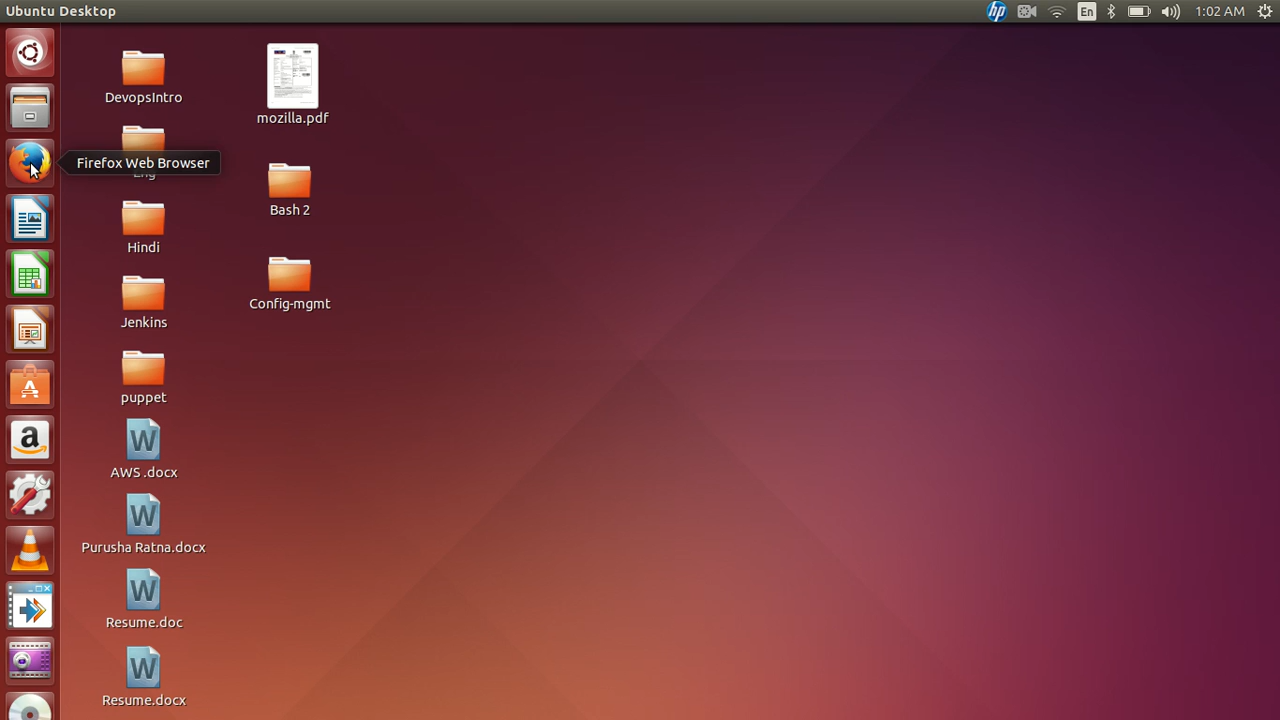 Ubuntu Desktop
En
1:02 AM
DevopsIntro
mozilla.pdf
Firefox Web Browser
Eng
Bash 2
Hindi
Config-mgmt
Jenkins
puppet
AWS .docx
Purusha Ratna.docx
Resume.doc
Resume.docx